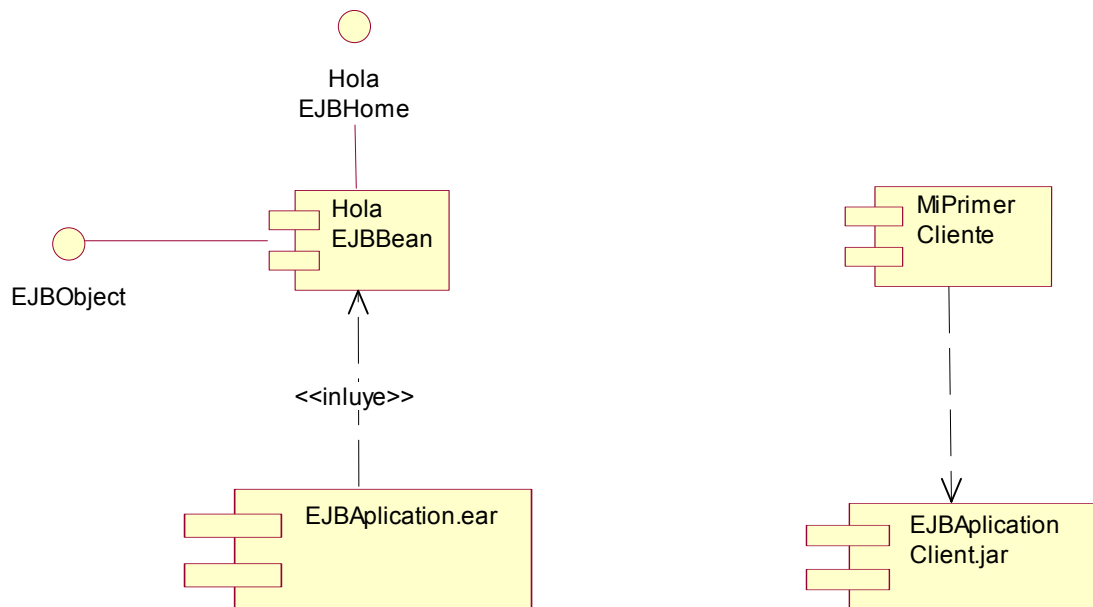 Hola
EJBHome
Hola
EJBBean
MiPrimer
Cliente
EJBObject
<<inluye>>
EJBAplication.ear
EJBAplication
Client.jar